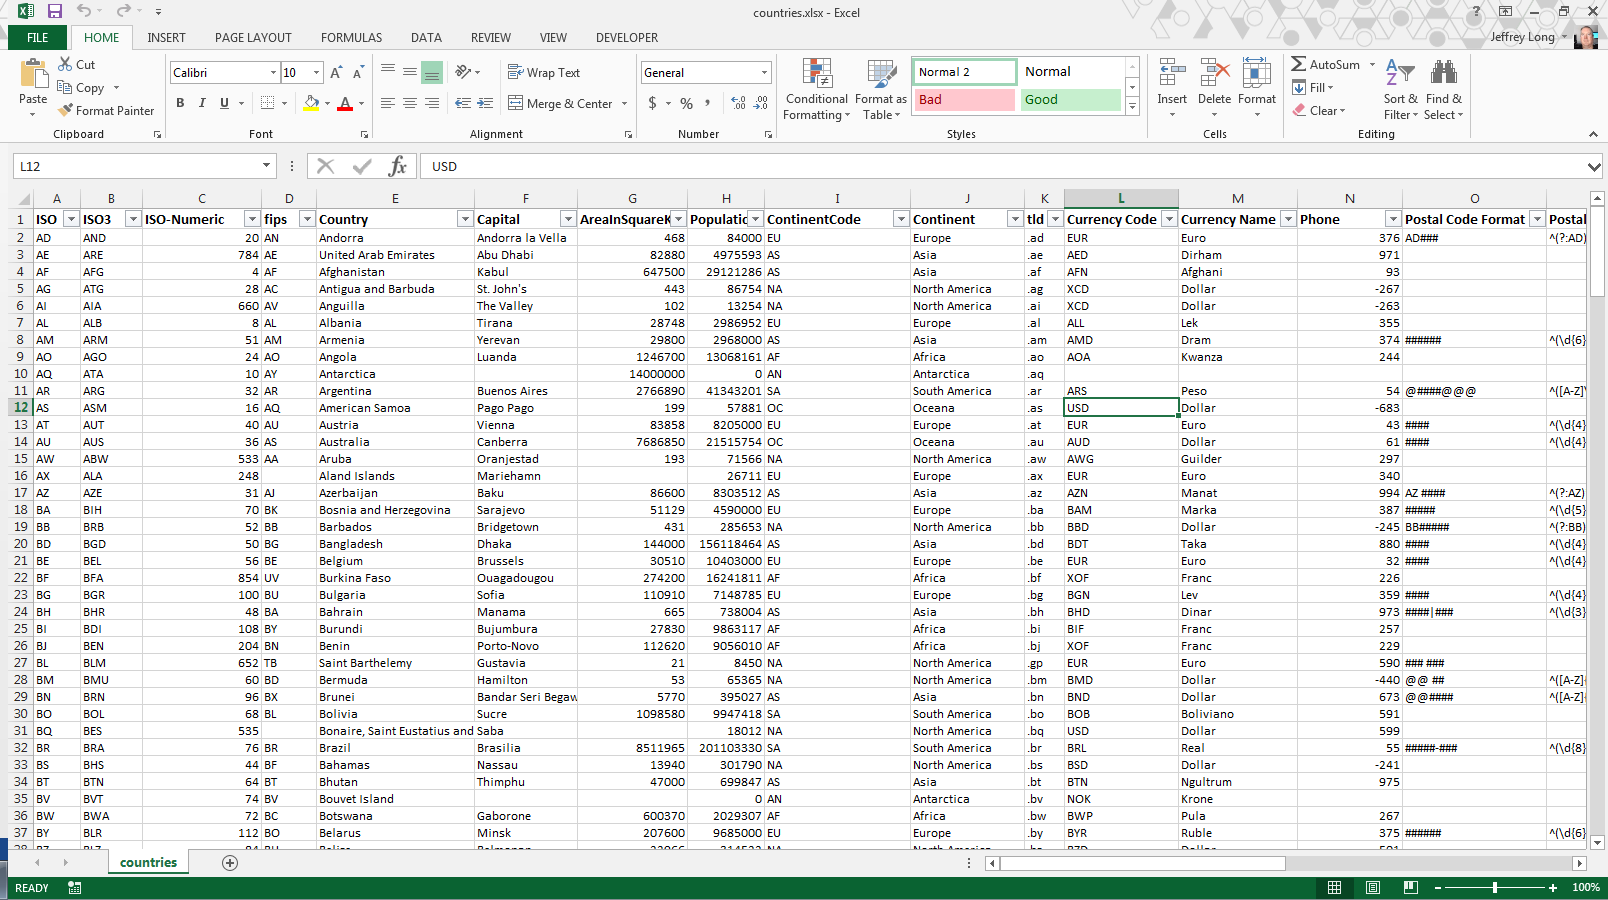 countries.xlsx - Excel
?
FILE HOME INSERT PAGE LAYOUT FORMULAS DATA REVIEW VIEW DEVELOPER Jeffrey Long
Paste Cut Copy Format Painter Clipboard
Calibri 10 B I U Font
Wrap Text Merge & Center Alignment
General $ % , Number
Conditional Formatting Format as Table Normal 2 Normal Bad Good Styles
Insert Delete Format Cells
AutoSum Fill Clear Sort & Filter Find & Select Editing
L12 fx USD
A B C D E F G H I J K L M N O
1 ISO ISO3 ISO-Numeric fips Country Capital AreaInSquareK Populatic ContinentCode Continent tld Currency Code Currency Name Phone Postal Code Format Postal
2 AD AND 20 AN Andorra Andorra la Vella 468 84000 EU Europe .ad EUR Euro 376 AD### ^(?:AD)
3 AE ARE 784 AE United Arab Emirates Abu Dhabi 82880 4975593 AS Asia .ae AED Dirham 971
4 AF AFG 4 AF Afghanistan Kabul 647500 29121286 AS Asia .af AFN Afghani 93
5 AG ATG 28 AC Antigua and Barbuda St. John's 443 86754 NA North America .ag XCD Dollar -267
6 AI AIA 660 AV Anguilla The Valley 102 13254 NA North America .ai XCD Dollar -263
7 AL ALB 8 AL Albania Tirana 28748 2986952 EU Europe .al ALL Lek 355
8 AM ARM 51 AM Armenia Yerevan 29800 2968000 AS Asia .am AMD Dram 374 ###### ^(\d{6}
9 AO AGO 24 AO Angola Luanda 1246700 13068161 AF Africa .ao AOA Kwanza 244
10 AQ ATA 10 AY Antarctica 14000000 0 AN Antarctica .aq
11 AR ARG 32 AR Argentina Buenos Aires 2766890 41343201 SA South America .ar ARS Peso 54 @####@@@ ^([A-Z]\
12 AS ASM 16 AQ American Samoa Pago Pago 199 57881 OC Oceana .as USD Dollar -683
13 AT AUT 40 AU Austria Vienna 83858 8205000 EU Europe .at EUR Euro 43 #### ^(\d{4}
14 AU AUS 36 AS Australia Canberra 7686850 21515754 OC Oceana .au AUD Dollar 61 #### ^(\d{4}
15 AW ABW 533 AA Aruba Oranjestad 193 71566 NA North America .aw AWG Guilder 297
16 AX ALA 248 Aland Islands Mariehamn 26711 EU Europe .ax EUR Euro 340
17 AZ AZE 31 AJ Azerbaijan Baku 86600 8303512 AS Asia .az AZN Manat 994 AZ #### ^(?:AZ)
18 BA BIH 70 BK Bosnia and Herzegovina Sarajevo 51129 4590000 EU Europe .ba BAM Marka 387 ##### ^(\d{5}
19 BB BRB 52 BB Barbados Bridgetown 431 285653 NA North America .bb BBD Dollar -245 BB##### ^(?:BB)
20 BD BGD 50 BG Bangladesh Dhaka 144000 156118464 AS Asia .bd BDT Taka 880 #### ^(\d{4}
21 BE BEL 56 BE Belgium Brussels 30510 10403000 EU Europe .be EUR Euro 32 #### ^(\d{4}
22 BF BFA 854 UV Burkina Faso Ouagadougou 274200 16241811 AF Africa .bf XOF Franc 226
23 BG BGR 100 BU Bulgaria Sofia 110910 7148785 EU Europe .bg BGN Lev 359 #### ^(\d{4}
24 BH BHR 48 BA Bahrain Manama 665 738004 AS Asia .bh BHD Dinar 973 ####|### ^(\d{3}
25 BI BDI 108 BY Burundi Bujumbura 27830 9863117 AF Africa .bi BIF Franc 257
26 BJ BEN 204 BN Benin Porto-Novo 112620 9056010 AF Africa .bj XOF Franc 229
27 BL BLM 652 TB Saint Barthelemy Gustavia 21 8450 NA North America .gp EUR Euro 590 ### ###
28 BM BMU 60 BD Bermuda Hamilton 53 65365 NA North America .bm BMD Dollar -440 @@ ## ^([A-Z]
29 BN BRN 96 BX Brunei Bandar Seri Begaw 5770 395027 AS Asia .bn BND Dollar 673 @@#### ^([A-Z]
30 BO BOL 68 BL Bolivia Sucre 1098580 9947418 SA South America .bo BOB Boliviano 591
31 BQ BES 535 Bonaire, Saint Eustatius and Saba 18012 NA North America .bq USD Dollar 599
32 BR BRA 76 BR Brazil Brasilia 8511965 201103330 SA South America .br BRL Real 55 #####-### ^(\d{8}
33 BS BHS 44 BF Bahamas Nassau 13940 301790 NA North America .bs BSD Dollar -241
34 BT BTN 64 BT Bhutan Thimphu 47000 699847 AS Asia .bt BTN Ngultrum 975
35 BV BVT 74 BV Bouvet Island 0 AN Antarctica .bv NOK Krone
36 BW BWA 72 BC Botswana Gaborone 600370 2029307 AF Africa .bw BWP Pula 267
37 BY BLR 112 BO Belarus Minsk 207600 9685000 EU Europe .by BYR Ruble 375 ###### ^(\d{6}
countries
READY 100%